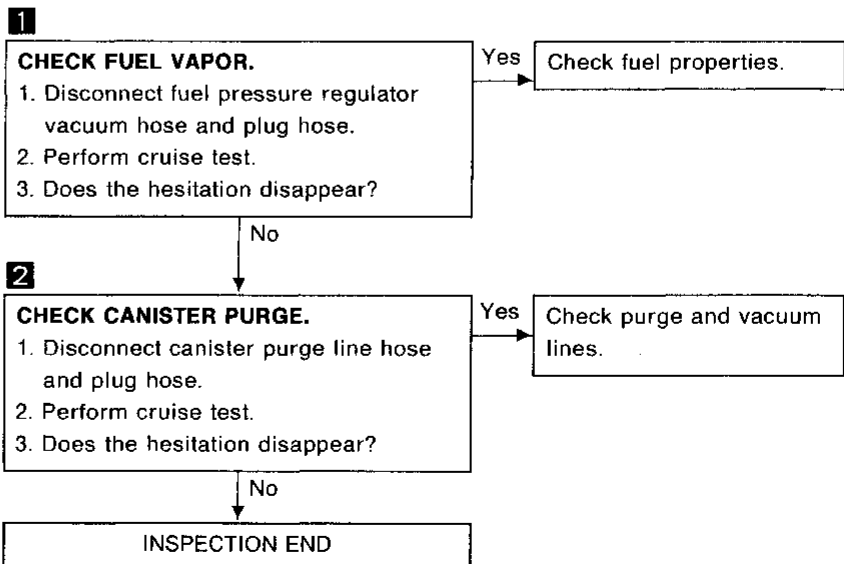 1
CHECK FUEL VAPOR.
1. Disconnect fuel pressure regulator
vacuum hose and plug hose.
2. Perform cruise test.
3. Does the hesitation disappear?
Yes
Check fuel properties.
No
2
CHECK CANISTER PURGE.
1. Disconnect canister purge line hose
and plug hose.
2. Perform cruise test.
3. Does the hesitation disappear?
Yes
Check purge and vacuum
lines.
No
INSPECTION END